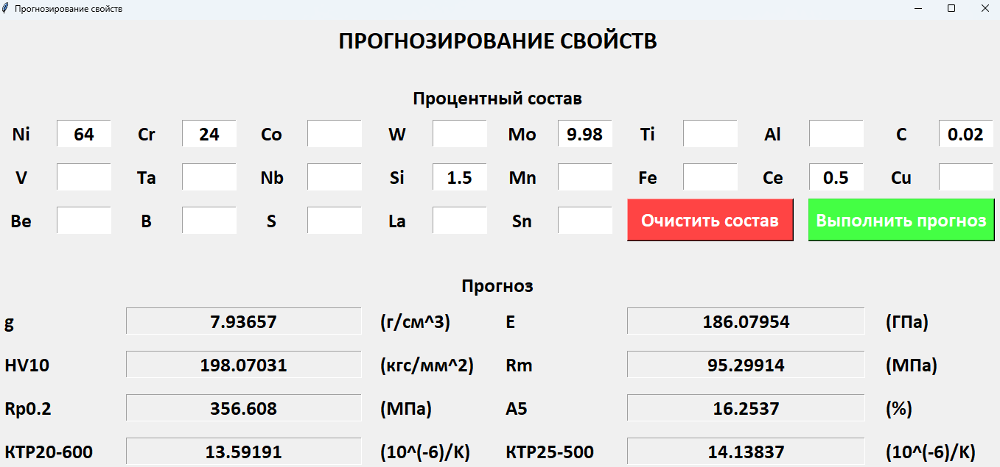 Прогнозирование свойств
ПРОГНОЗИРОВАНИЕ СВОЙСТВ
Процентный состав
Ni 64 Cr 24 Co W Mo 9.98 Ti Al C 0.02
V Ta Nb Si 1.5 Mn Fe Ce 0.5 Cu
Be B S La Sn Очистить состав Выполнить прогноз
Прогноз
g 7.93657 (г/см^3) E 186.07954 (ГПа)
HV10 198.07031 (кгс/мм^2) Rm 95.29914 (МПа)
Rp0.2 356.608 (МПа) A5 16.2537 (%)
КТР20-600 13.59191 (10^(-6)/K) КТР25-500 14.13837 (10^(-6)/K)